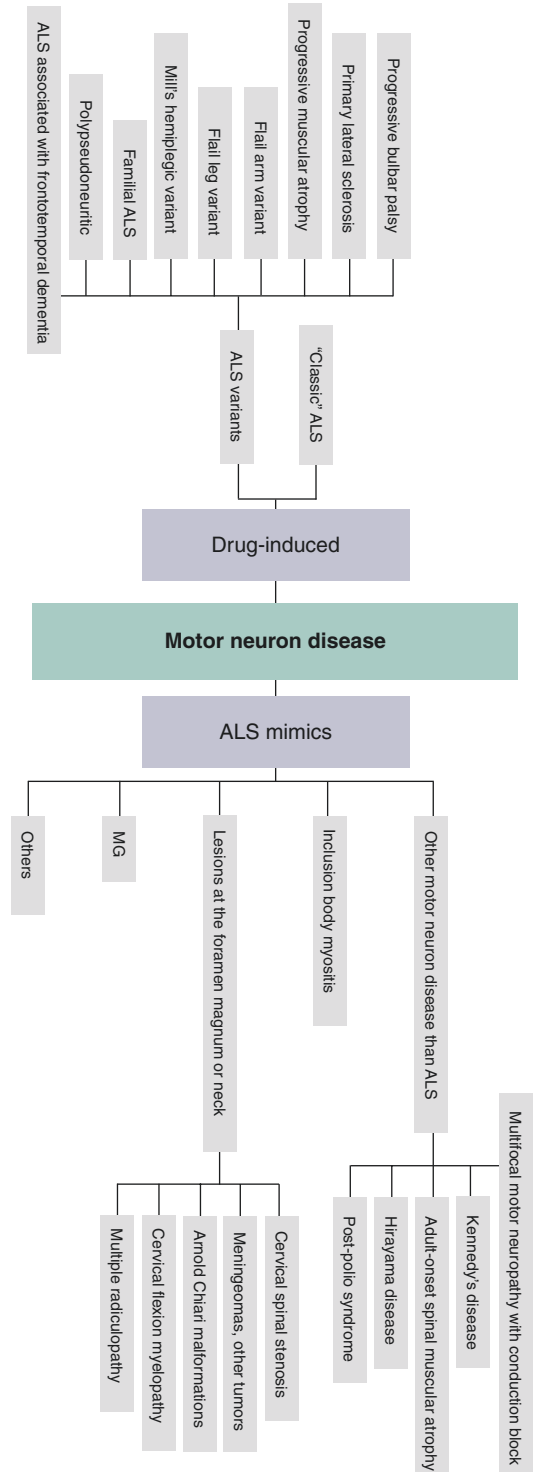 Progressive bulbar palsy
Primary lateral sclerosis
Progressive muscular atrophy
Flail arm variant
Flail leg variant
Mill's hemiplegic variant
Familial ALS
Polypseudoneuritic
ALS associated with frontotemporal dementia
"Classic" ALS
ALS variants
Drug-induced
Motor neuron disease
ALS mimics
Other motor neuron disease than ALS
Inclusion body myositis
Lesions at the foramen magnum or neck
MG
Others
Multifocal motor neuropathy with conduction block
Kennedy's disease
Adult-onset spinal muscular atrophy
Hirayama disease
Post-polio syndrome
Cervical spinal stenosis
Meningeomas, other tumors
Arnold Chiari malformations
Cervical flexion myelopathy
Multiple radiculopathy